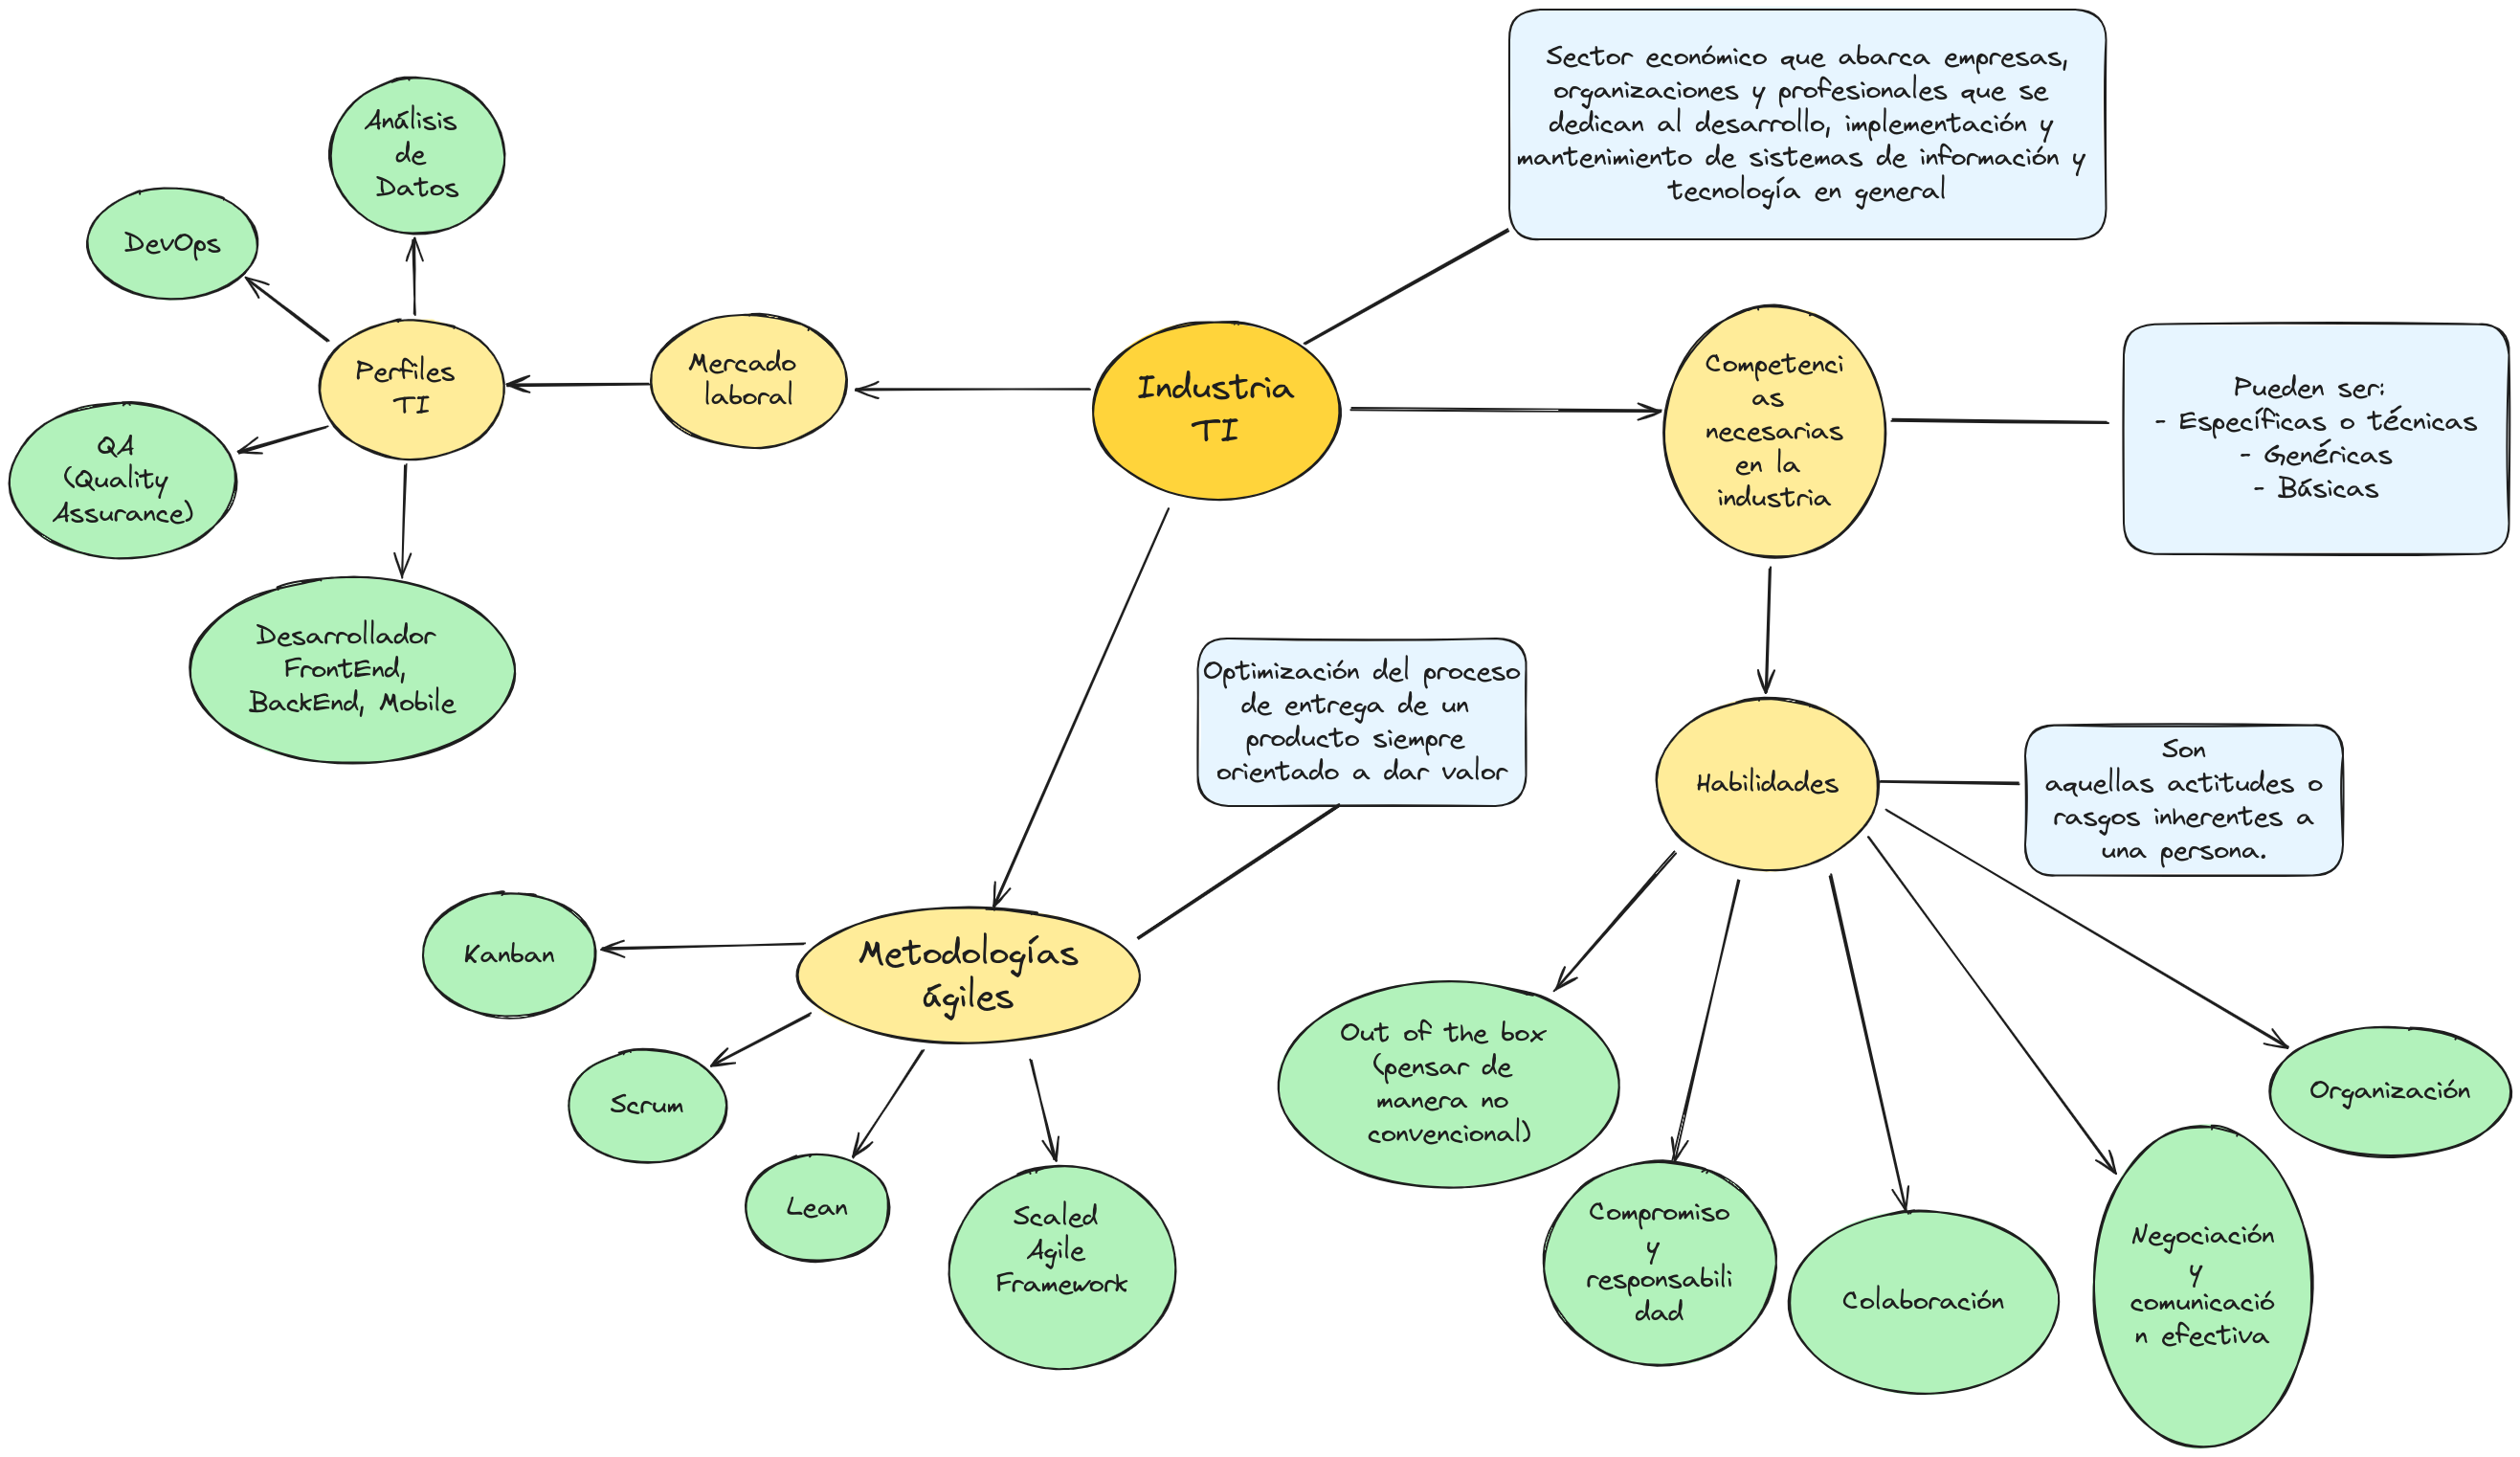 Sector económico que abarca empresas,
organizaciones y profesionales que se
dedican al desarrollo, implementación y
mantenimiento de sistemas de información y
tecnología en general
Análisis
de
Datos
DevOps
Perfiles
TI
Mercado
laboral
Industria
TI
Competenci
as
necesarias
en la
industria
Pueden ser:
- Específicas o técnicas
- Genéricas
- Básicas
QA
(Quality
Assurance)
Desarrollador
FrontEnd,
BackEnd, Mobile
Optimización del proceso
de entrega de un
producto siempre
orientado a dar valor
Habilidades
Son
aquellas actitudes o
rasgos inherentes a
una persona.
Metodologías
ágiles
Kanban
Scrum
Lean
Scaled
Agile
Framework
Out of the box
(pensar de
manera no
convencional)
Compromiso
y
responsabili
dad
Colaboración
Negociación
y
comunicació
n efectiva
Organización